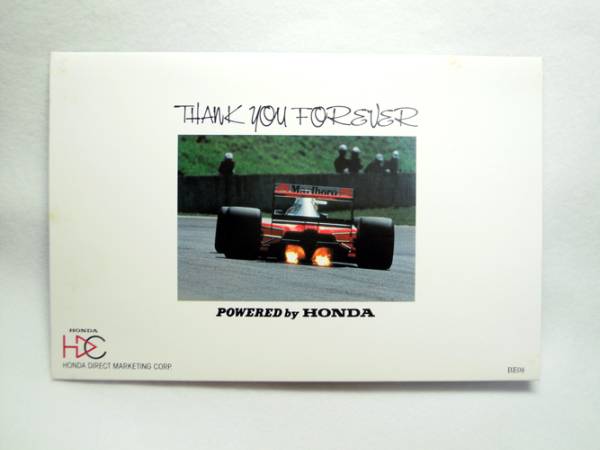 THANK YOU FOREVER
Marlboro
POWERED by HONDA
HONDA
HDC
HONDA DIRECT MARKETING CORP.